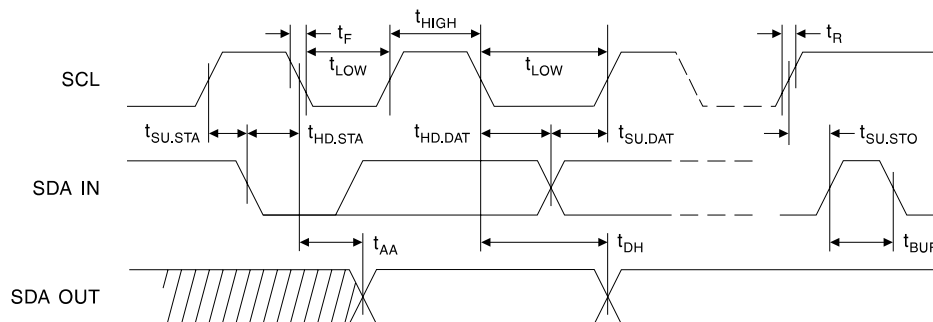 tHIGH
tF
tR
tLOW
tLOW
SCL
tSU.STA
tHD.STA
tHD.DAT
tSU.DAT
tSU.STO
SDA IN
tAA
tDH
tBUF
SDA OUT